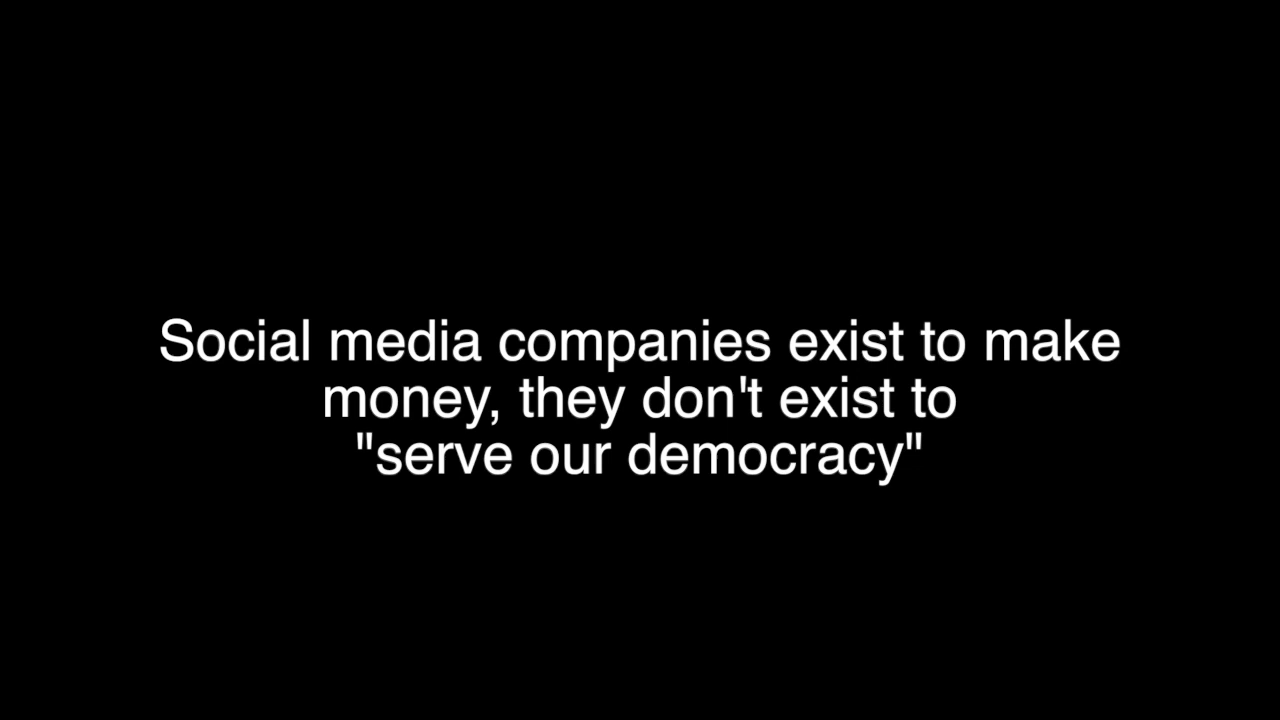 Social media companies exist to make
money, they don't exist to
"serve our democracy"